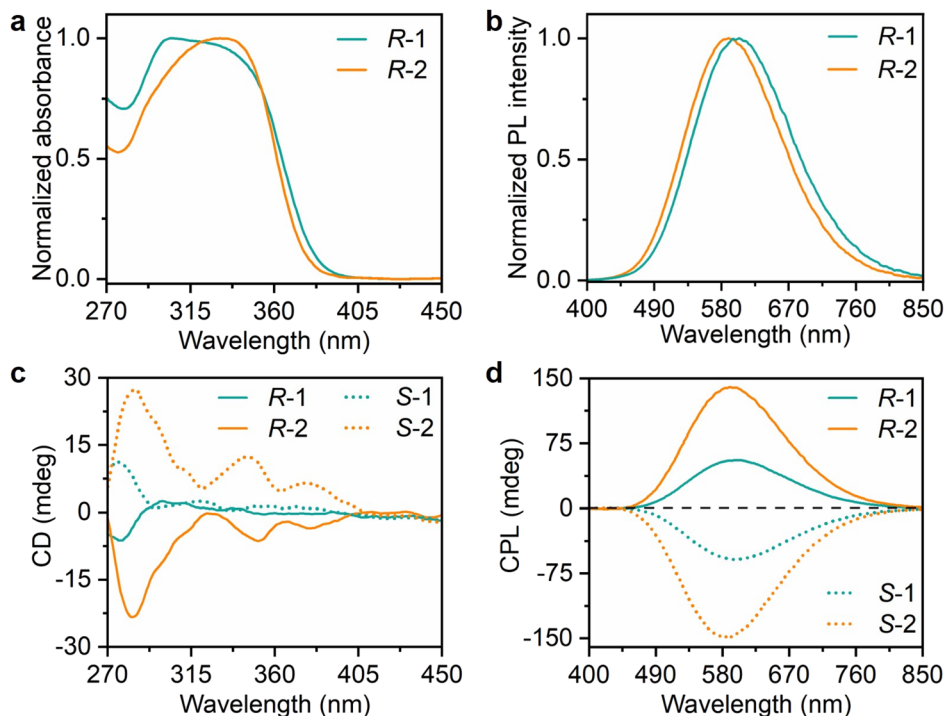 a
R-1
R-2
1.0
0.5
0.0
Normalized absorbance
270 315 360 405 450
Wavelength (nm)
b
R-1
R-2
1.0
0.5
0.0
Normalized PL intensity
400 490 580 670 760 850
Wavelength (nm)
c
R-1 S-1
R-2 S-2
30
15
0
-15
-30
CD (mdeg)
270 315 360 405 450
Wavelength (nm)
d
R-1
R-2
150
75
0
-75
-150
CPL (mdeg)
S-1
S-2
400 490 580 670 760 850
Wavelength (nm)